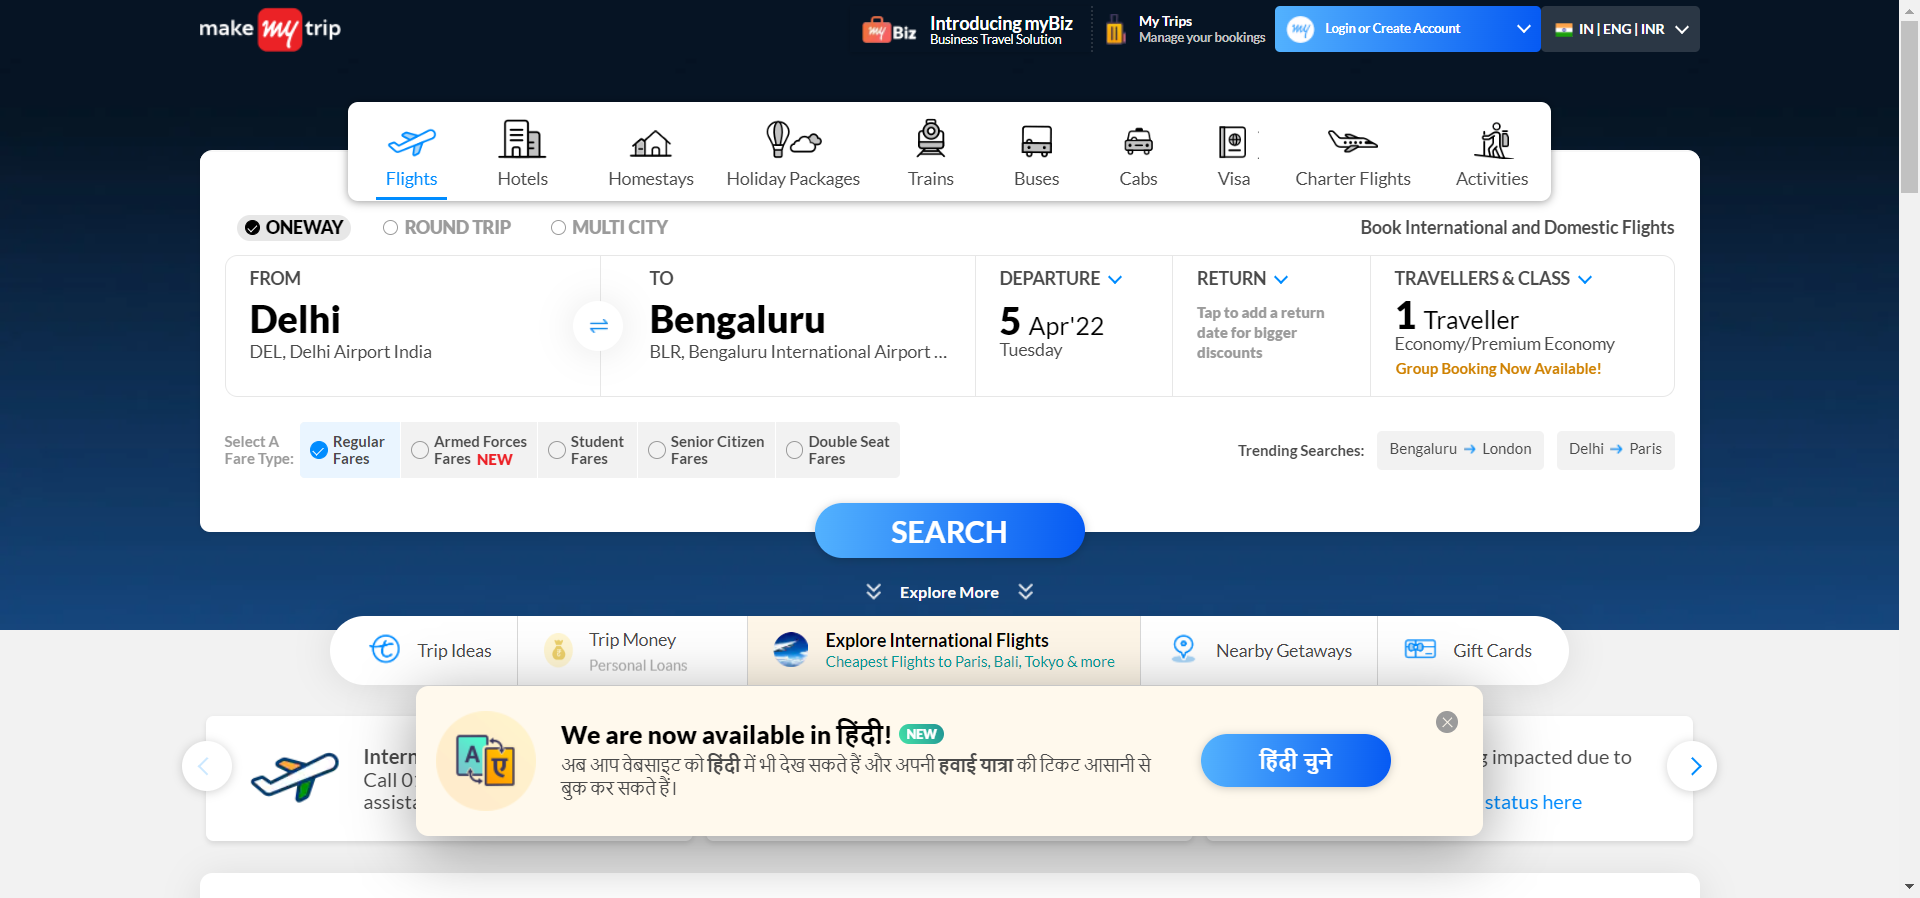 make my trip
my Biz
Introducing myBiz
Business Travel Solution
My Trips
Manage your bookings
my
Login or Create Account
IN | ENG | INR
Flights
Hotels
Homestays
Holiday Packages
Trains
Buses
Cabs
Visa
Charter Flights
Activities
ONEWAY
ROUND TRIP
MULTI CITY
Book International and Domestic Flights
FROM
Delhi
DEL, Delhi Airport India
TO
Bengaluru
BLR, Bengaluru International Airport ...
DEPARTURE
5 Apr'22
Tuesday
RETURN
Tap to add a return
date for bigger
discounts
TRAVELLERS & CLASS
1 Traveller
Economy/Premium Economy
Group Booking Now Available!
Select A
Fare Type:
Regular
Fares
Armed Forces
Fares NEW
Student
Fares
Senior Citizen
Fares
Double Seat
Fares
Trending Searches:
Bengaluru → London
Delhi → Paris
SEARCH
Explore More
Trip Ideas
Trip Money
Personal Loans
Explore International Flights
Cheapest Flights to Paris, Bali, Tokyo & more
Nearby Getaways
Gift Cards
Intern
Call 0
assista
We are now available in हिंदी! NEW
अब आप वेबसाइट को हिंदी में भी देख सकते हैं और अपनी हवाई यात्रा की टिकट आसानी से
बुक कर सकते हैं।
A ए
हिंदी चुने
impacted due to
status here